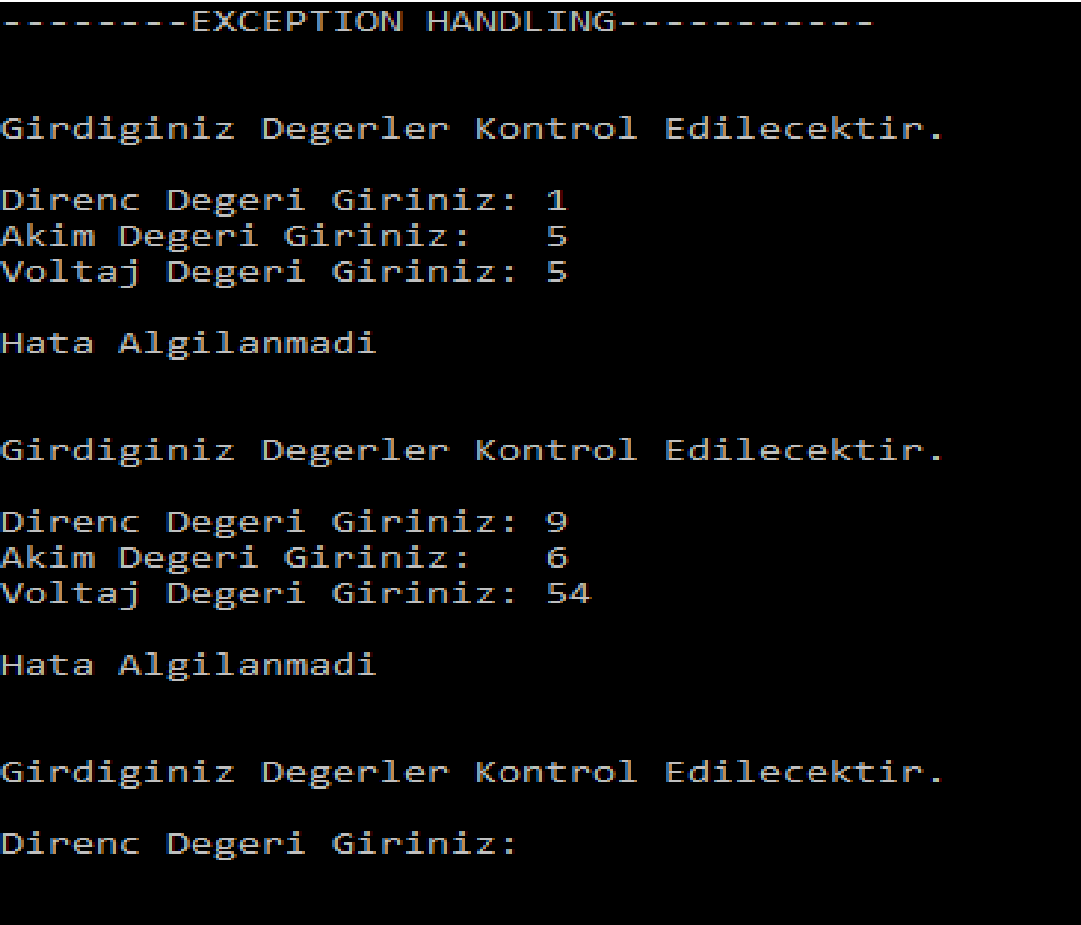 --------EXCEPTION HANDLING-----------
Girdiginiz Degerler Kontrol Edilecektir.
Direnc Degeri Giriniz: 1
Akim Degeri Giriniz:   5
Voltaj Degeri Giriniz: 5
Hata Algilanmadi
Girdiginiz Degerler Kontrol Edilecektir.
Direnc Degeri Giriniz: 9
Akim Degeri Giriniz:   6
Voltaj Degeri Giriniz: 54
Hata Algilanmadi
Girdiginiz Degerler Kontrol Edilecektir.
Direnc Degeri Giriniz: